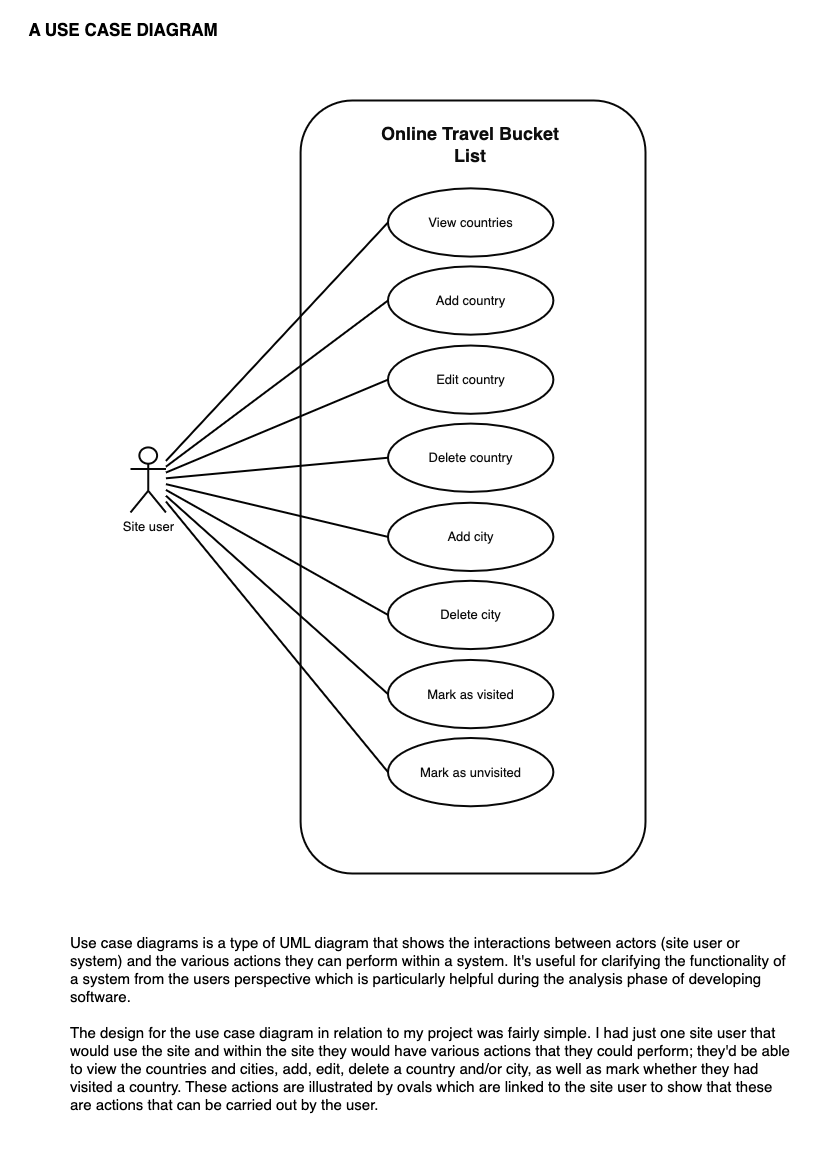 A USE CASE DIAGRAM
Online Travel Bucket
List
View countries
Add country
Edit country
Delete country
Add city
Delete city
Mark as visited
Mark as unvisited
Site user
Use case diagrams is a type of UML diagram that shows the interactions between actors (site user or
system) and the various actions they can perform within a system. It's useful for clarifying the functionality of
a system from the users perspective which is particularly helpful during the analysis phase of developing
software.
The design for the use case diagram in relation to my project was fairly simple. I had just one site user that
would use the site and within the site they would have various actions that they could perform; they'd be able
to view the countries and cities, add, edit, delete a country and/or city, as well as mark whether they had
visited a country. These actions are illustrated by ovals which are linked to the site user to show that these
are actions that can be carried out by the user.